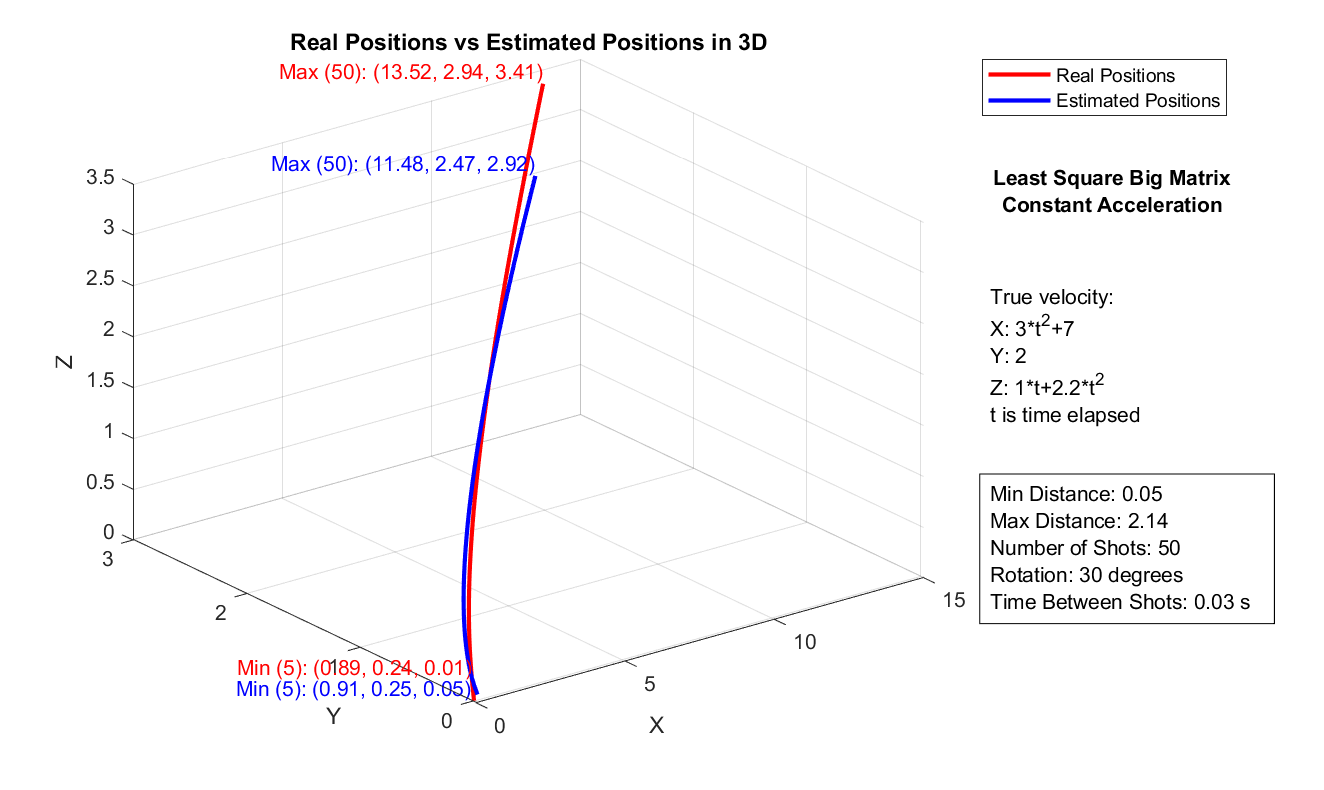 Real Positions vs Estimated Positions in 3D
Max (50): (13.52, 2.94, 3.41)
Max (50): (11.48, 2.47, 2.92)
Real Positions
Estimated Positions
Least Square Big Matrix
Constant Acceleration
True velocity:
X: 3*t²+7
Y: 2
Z: 1*t+2.2*t²
t is time elapsed
Min Distance: 0.05
Max Distance: 2.14
Number of Shots: 50
Rotation: 30 degrees
Time Between Shots: 0.03 s
3.5
3
2.5
2
1.5
1
0.5
0
Z
3
2
1
0
Y
Min (5): (0.89, 0.24, 0.01)
Min (5): (0.91, 0.25, 0.05)
0
5
10
15
X